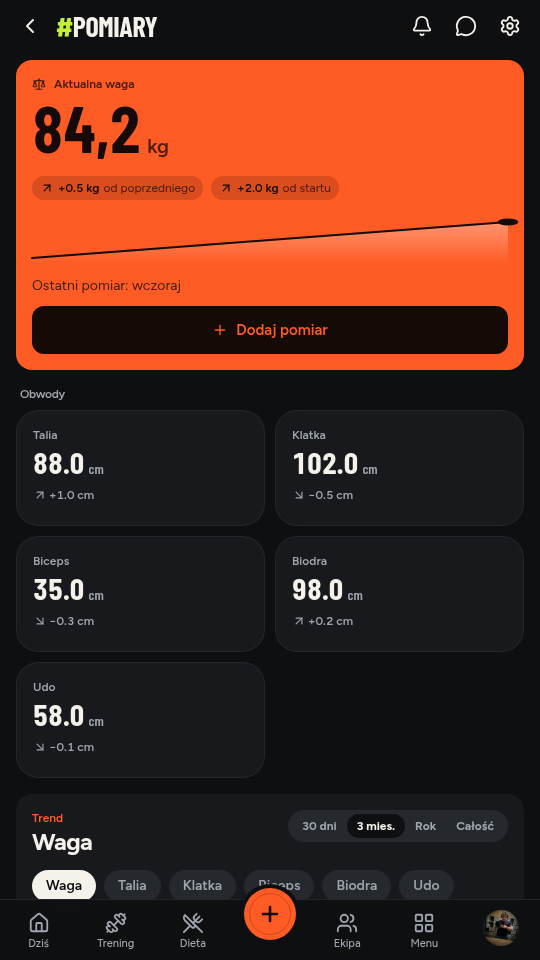 #POMIARY
Aktualna waga
84,2 kg
+0.5 kg od poprzedniego
+2.0 kg od startu
Ostatni pomiar: wczoraj
+ Dodaj pomiar
Obwody
Talia
88.0 cm
+1.0 cm
Klatka
102.0 cm
−0.5 cm
Biceps
35.0 cm
−0.3 cm
Biodra
98.0 cm
+0.2 cm
Udo
58.0 cm
−0.1 cm
Trend
Waga
30 dni 3 mies. Rok Całość
Waga Talia Klatka Biceps Biodra Udo
Dziś Trening Dieta + Ekipa Menu